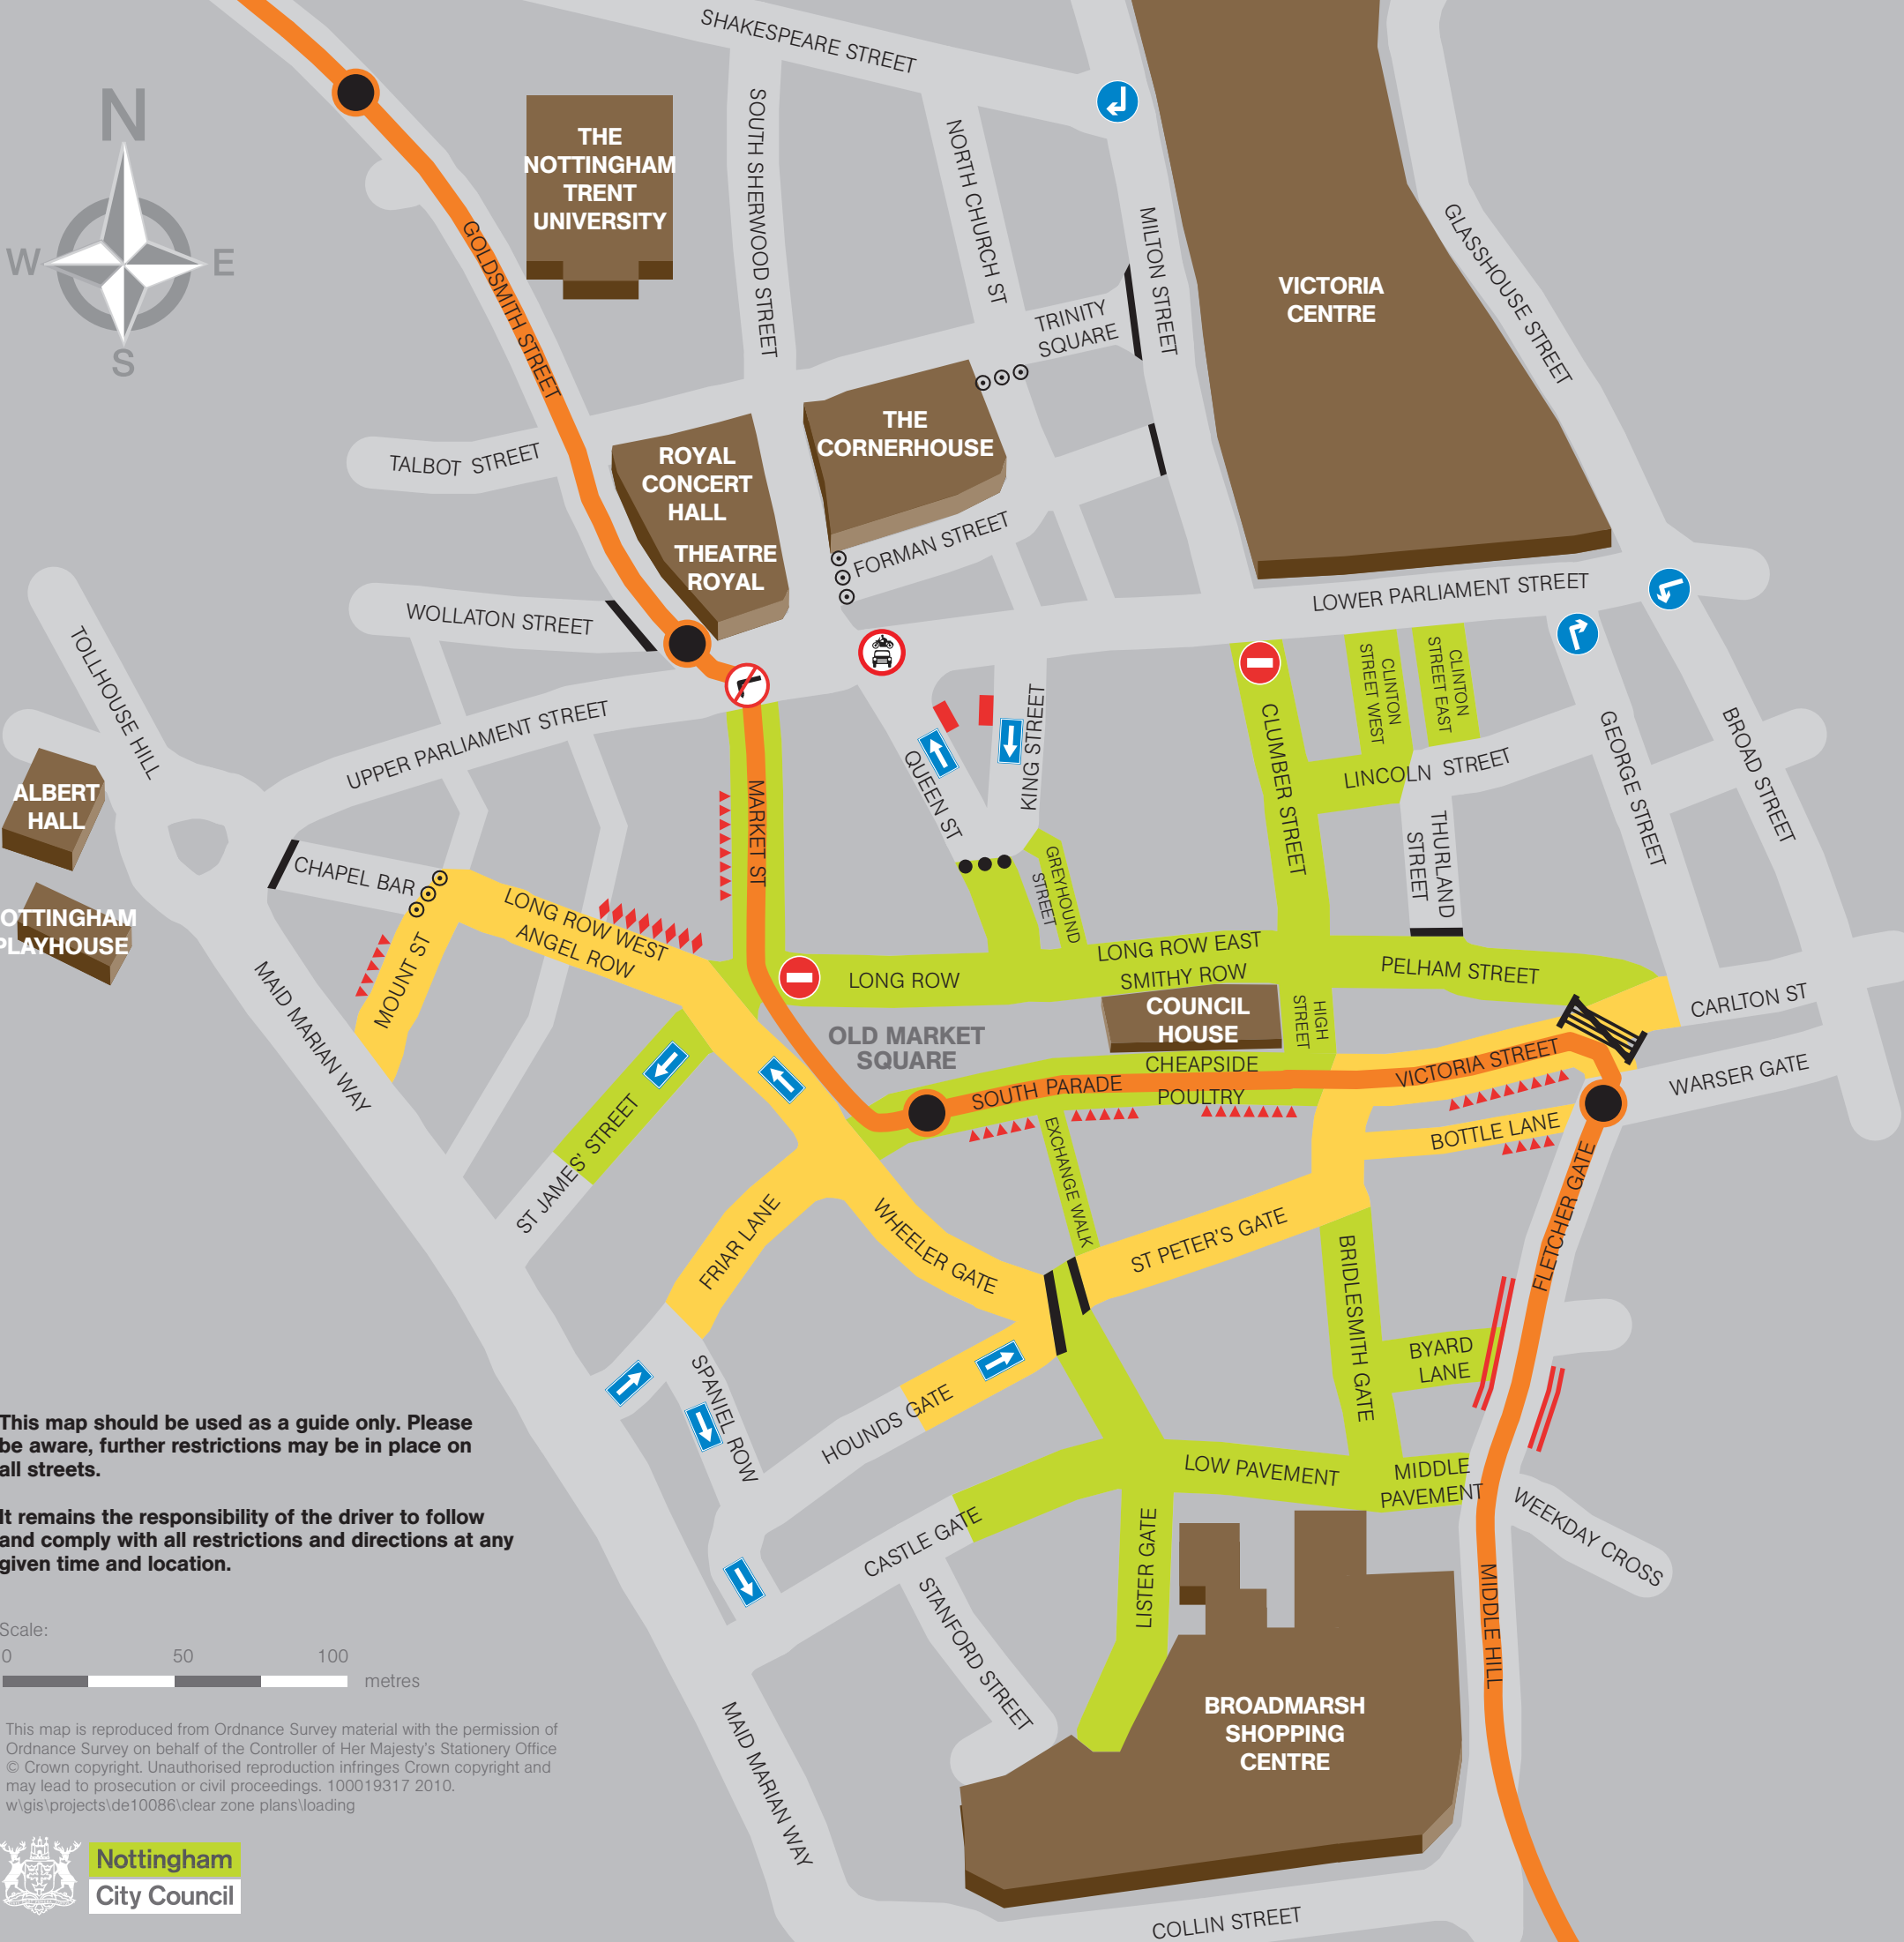 SHAKESPEARE STREET
N
W
E
S
THE
NOTTINGHAM
TRENT
UNIVERSITY
SOUTH SHERWOOD STREET
NORTH CHURCH ST
MILTON STREET
GLASSHOUSE STREET
GOLDSMITH STREET
VICTORIA
CENTRE
TRINITY
SQUARE
THE
CORNERHOUSE
TALBOT STREET
ROYAL
CONCERT
HALL
THEATRE
ROYAL
FORMAN STREET
WOLLATON STREET
LOWER PARLIAMENT STREET
TOLLHOUSE HILL
UPPER PARLIAMENT STREET
CLINTON
STREET WEST
CLINTON
STREET EAST
KING STREET
QUEEN ST
CLUMBER STREET
LINCOLN STREET
GEORGE STREET
BROAD STREET
ALBERT
HALL
MARKET ST
THURLAND
STREET
CHAPEL BAR
GREYHOUND
STREET
OTTINGHAM
PLAYHOUSE
LONG ROW WEST
ANGEL ROW
MOUNT ST
LONG ROW
LONG ROW EAST
SMITHY ROW
PELHAM STREET
CARLTON ST
MAID MARIAN WAY
COUNCIL
HOUSE
HIGH
STREET
OLD MARKET
SQUARE
CHEAPSIDE
SOUTH PARADE
POULTRY
VICTORIA STREET
WARSER GATE
BOTTLE LANE
ST JAMES' STREET
EXCHANGE WALK
FRIAR LANE
WHEELER GATE
ST PETER'S GATE
FLETCHER GATE
BRIDLESMITH GATE
BYARD
LANE
SPANIEL ROW
HOUNDS GATE
LOW PAVEMENT
MIDDLE
PAVEMENT
WEEKDAY CROSS
CASTLE GATE
LISTER GATE
STANFORD STREET
MIDDLE HILL
BROADMARSH
SHOPPING
CENTRE
MAID MARIAN WAY
COLLIN STREET
This map should be used as a guide only. Please
be aware, further restrictions may be in place on
all streets.
It remains the responsibility of the driver to follow
and comply with all restrictions and directions at any
given time and location.
Scale:
0 50 100
metres
This map is reproduced from Ordnance Survey material with the permission of
Ordnance Survey on behalf of the Controller of Her Majesty's Stationery Office
© Crown copyright. Unauthorised reproduction infringes Crown copyright and
may lead to prosecution or civil proceedings. 100019317 2010.
w\gis\projects\de10086\clear zone plans\loading
Nottingham
City Council